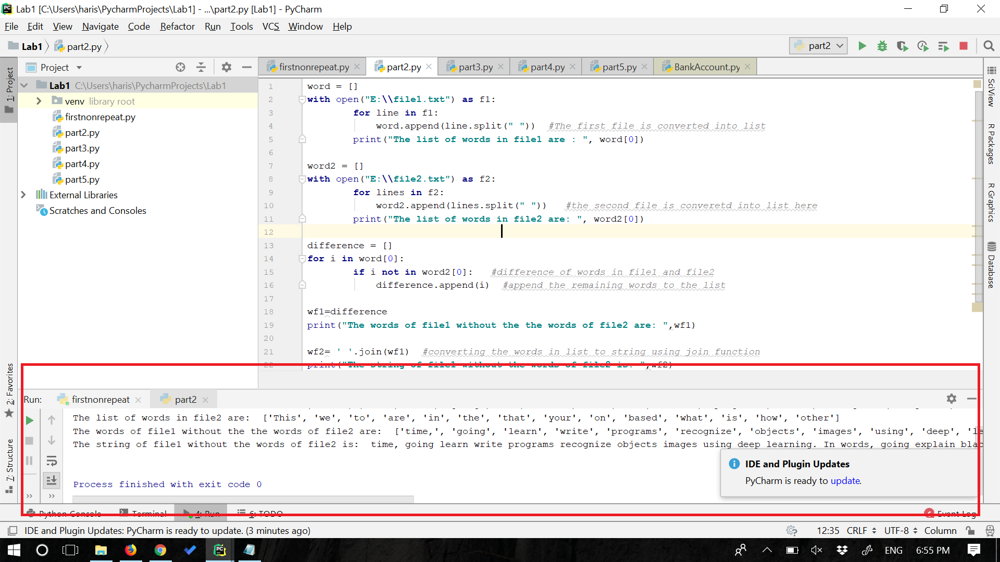 Lab1 [C:\Users\haris\PycharmProjects\Lab1] - ...\part2.py [Lab1] - PyCharm
File Edit View Navigate Code Refactor Run Tools VCS Window Help
Lab1 part2.py part2
1: Project
Project
firstnonrepeat.py part2.py part3.py part4.py part5.py BankAccount.py
Lab1 C:\Users\haris\PycharmProjects\Lab1
venv library root
firstnonrepeat.py
part2.py
part3.py
part4.py
part5.py
External Libraries
Scratches and Consoles
1 word = []
2 with open("E:\\file1.txt") as f1:
3 for line in f1:
4 word.append(line.split(" ")) #The first file is converted into list
5 print("The list of words in file1 are : ", word[0])
6
7 word2 = []
8 with open("E:\\file2.txt") as f2:
9 for lines in f2:
10 word2.append(lines.split(" ")) #the second file is converetd into list here
11 print("The list of words in file2 are: ", word2[0])
12
13 difference = []
14 for i in word[0]:
15 if i not in word2[0]: #difference of words in file1 and file2
16 difference.append(i) #append the remaining words to the list
17
18 wf1=difference
19 print("The words of file1 without the the words of file2 are: ",wf1)
20
21 wf2= ' '.join(wf1) #converting the words in list to string using join function
22 print("The string of file1 without the words of file2 is: ",wf2)
SciView
R Packages
R Graphics
Database
2: Favorites
7: Structure
Run: firstnonrepeat part2
The list of words in file2 are:  ['This', 'we', 'to', 'are', 'in', 'the', 'that', 'your', 'on', 'based', 'what', 'is', 'how', 'other']
The words of file1 without the the words of file2 are:  ['time,', 'going', 'learn', 'write', 'programs', 'recognize', 'objects', 'images', 'using', 'deep', 'le
The string of file1 without the words of file2 is:  time, going learn write programs recognize objects images using deep learning. In words, going explain blac
Process finished with exit code 0
IDE and Plugin Updates
PyCharm is ready to update.
Python Console Terminal 4: Run 6: TODO Event Log
IDE and Plugin Updates: PyCharm is ready to update. (3 minutes ago) 12:35 CRLF UTF-8 Column
ENG 6:55 PM